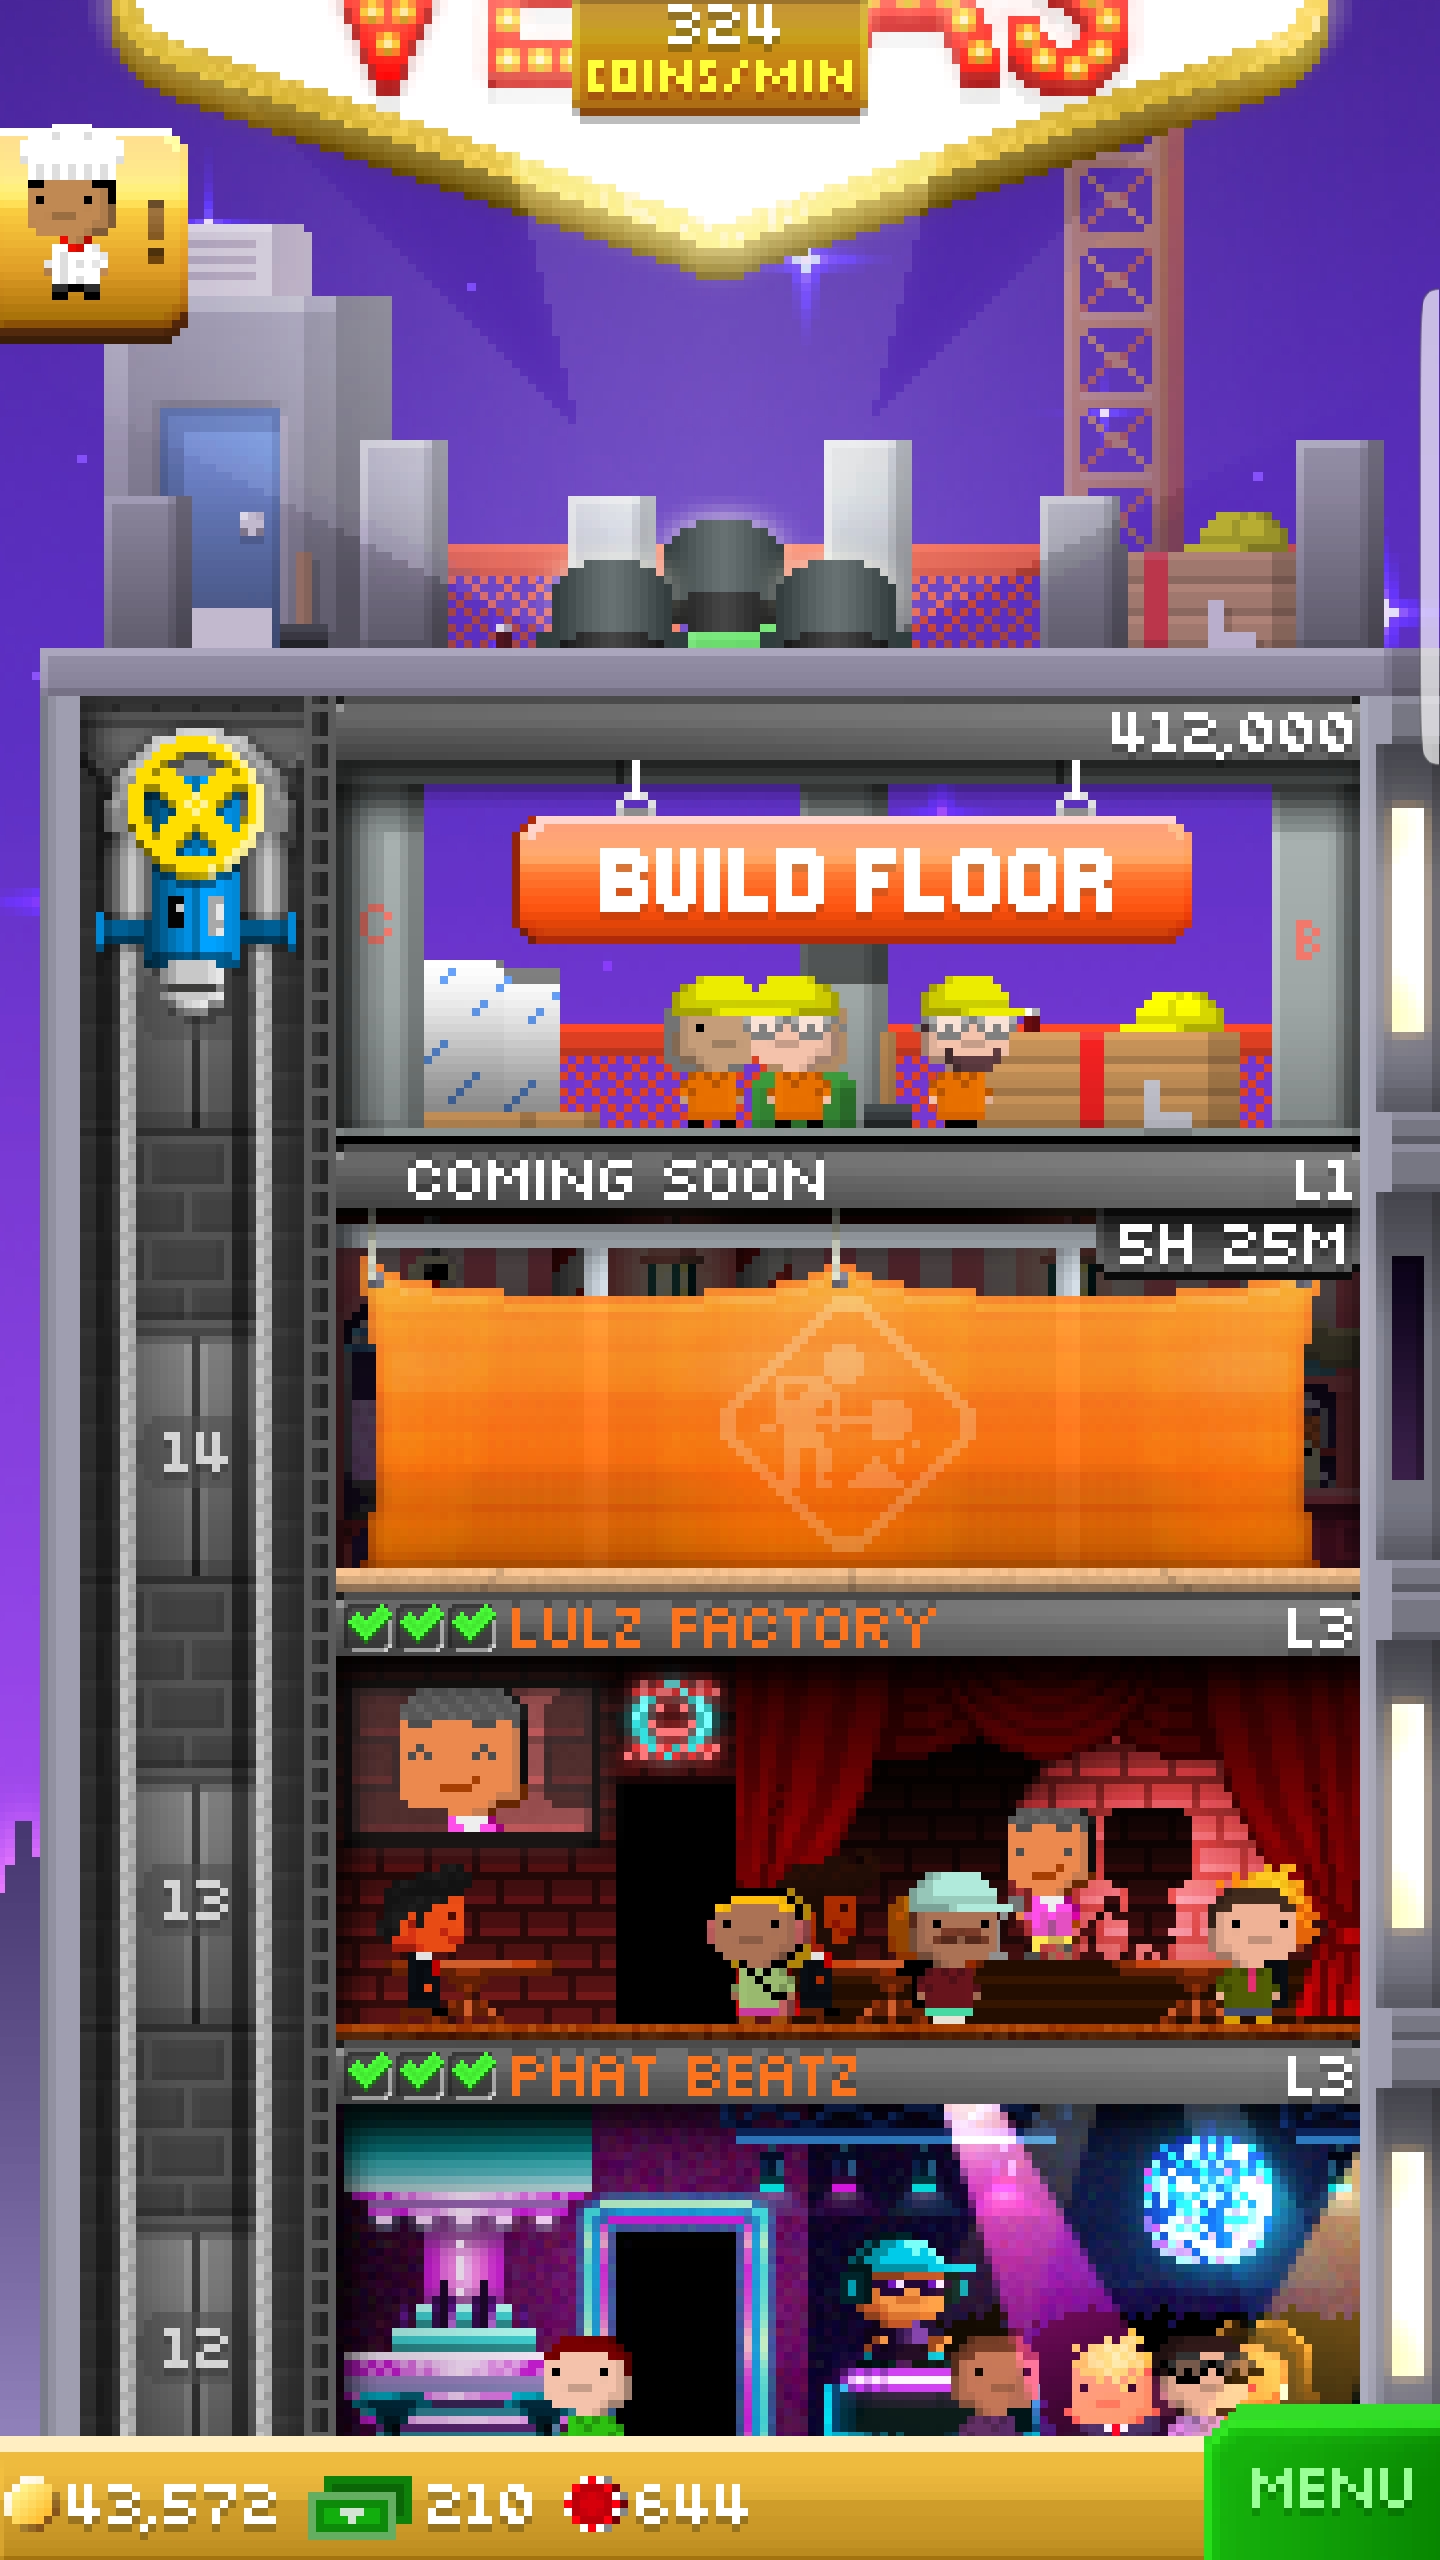 324
COINS/MIN
!
412,000
C
BUILD FLOOR
B
COMING SOON L1
5H 25M
14
LULZ FACTORY L3
13
PHAT BEATZ L3
12
43,572 210 644
MENU